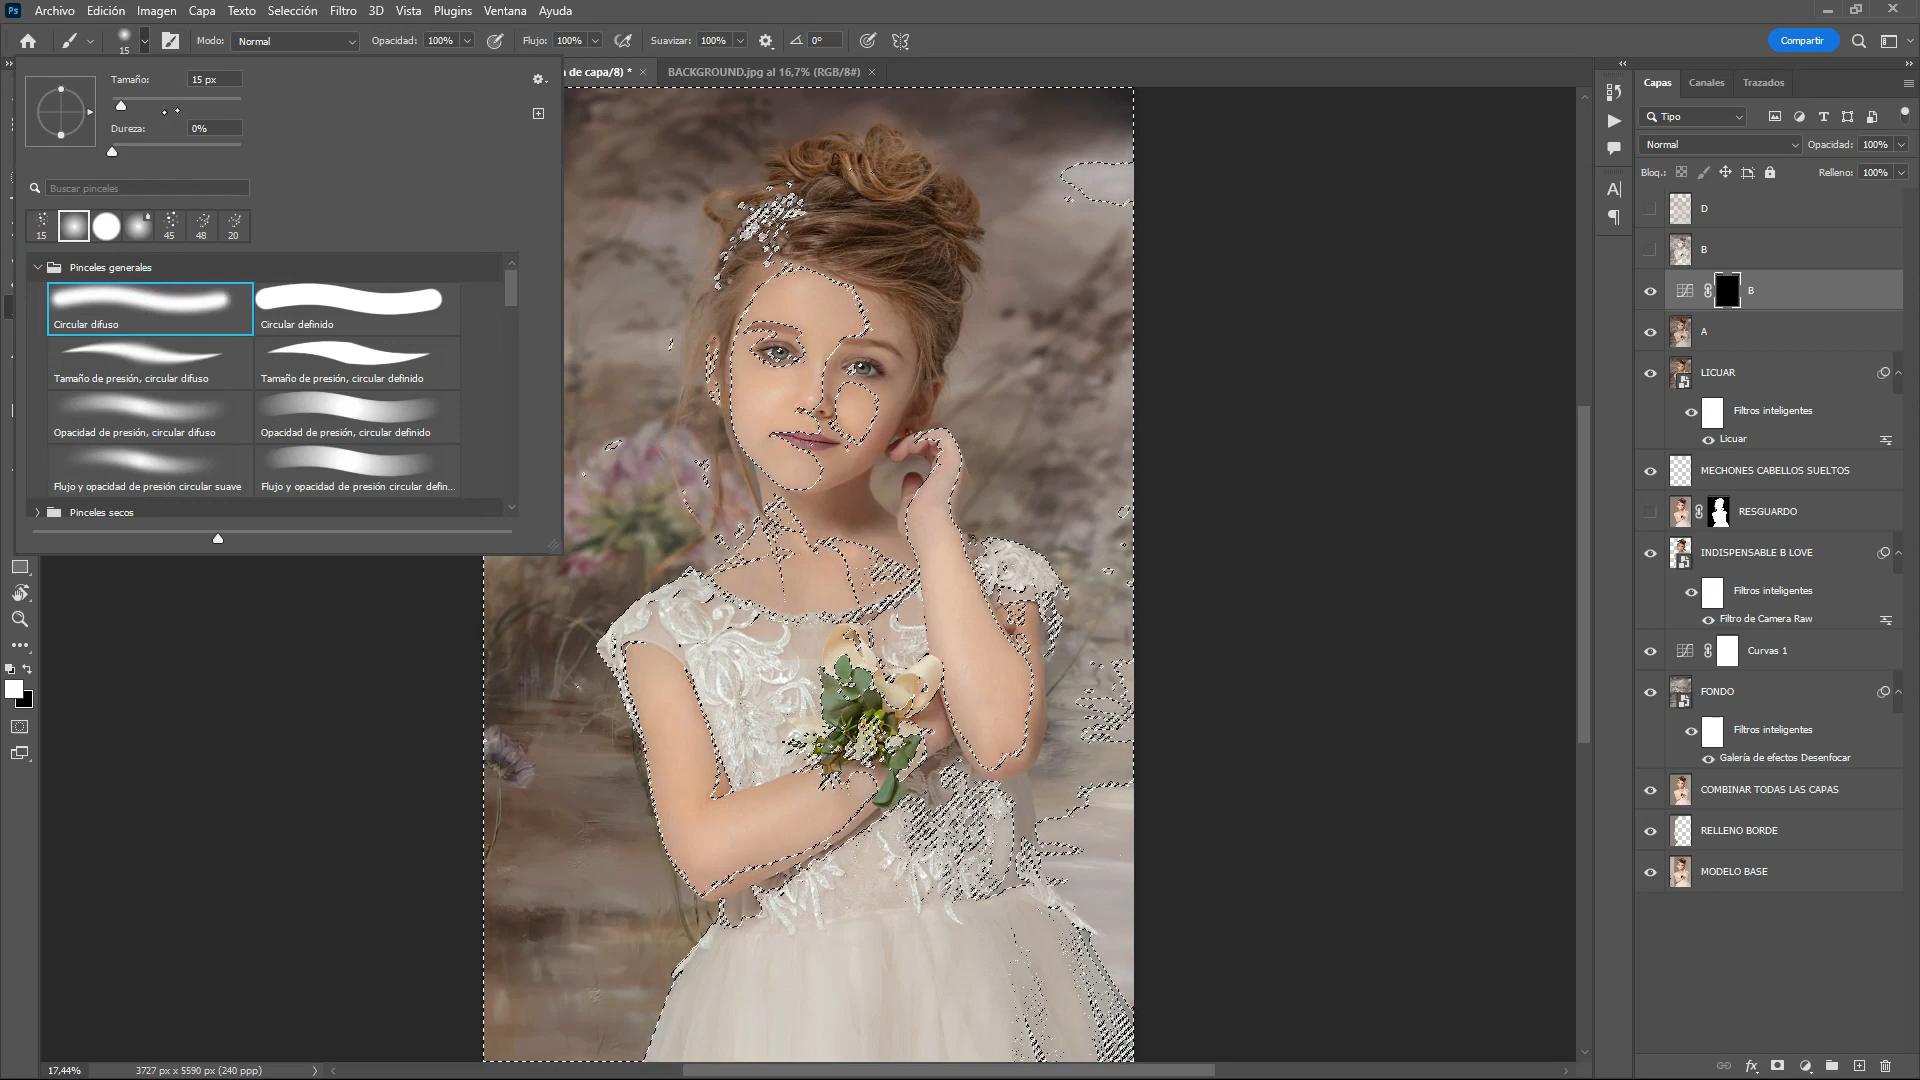 Ps Archivo Edición Imagen Capa Texto Selección Filtro 3D Vista Plugins Ventana Ayuda
15 Modo: Normal Opacidad: 100% Flujo: 100% Suavizar: 100% 0° Compartir
a de capa/8) * × BACKGROUND.jpg al 16,7% (RGB/8#) ×
Tamaño: 15 px
Dureza: 0%
Buscar pinceles
15 45 48 20
Pinceles generales
Circular difuso Circular definido
Tamaño de presión, circular difuso Tamaño de presión, circular definido
Opacidad de presión, circular difuso Opacidad de presión, circular definido
Flujo y opacidad de presión circular suave Flujo y opacidad de presión circular defin...
Pinceles secos
17,44% 3727 px x 5590 px (240 ppp)
Capas Canales Trazados
Tipo
Normal Opacidad: 100%
Bloq.: Relleno: 100%
D
B
B
A
LICUAR
Filtros inteligentes
Licuar
MECHONES CABELLOS SUELTOS
RESGUARDO
INDISPENSABLE B LOVE
Filtros inteligentes
Filtro de Camera Raw
Curvas 1
FONDO
Filtros inteligentes
Galería de efectos Desenfocar
COMBINAR TODAS LAS CAPAS
RELLENO BORDE
MODELO BASE
fx